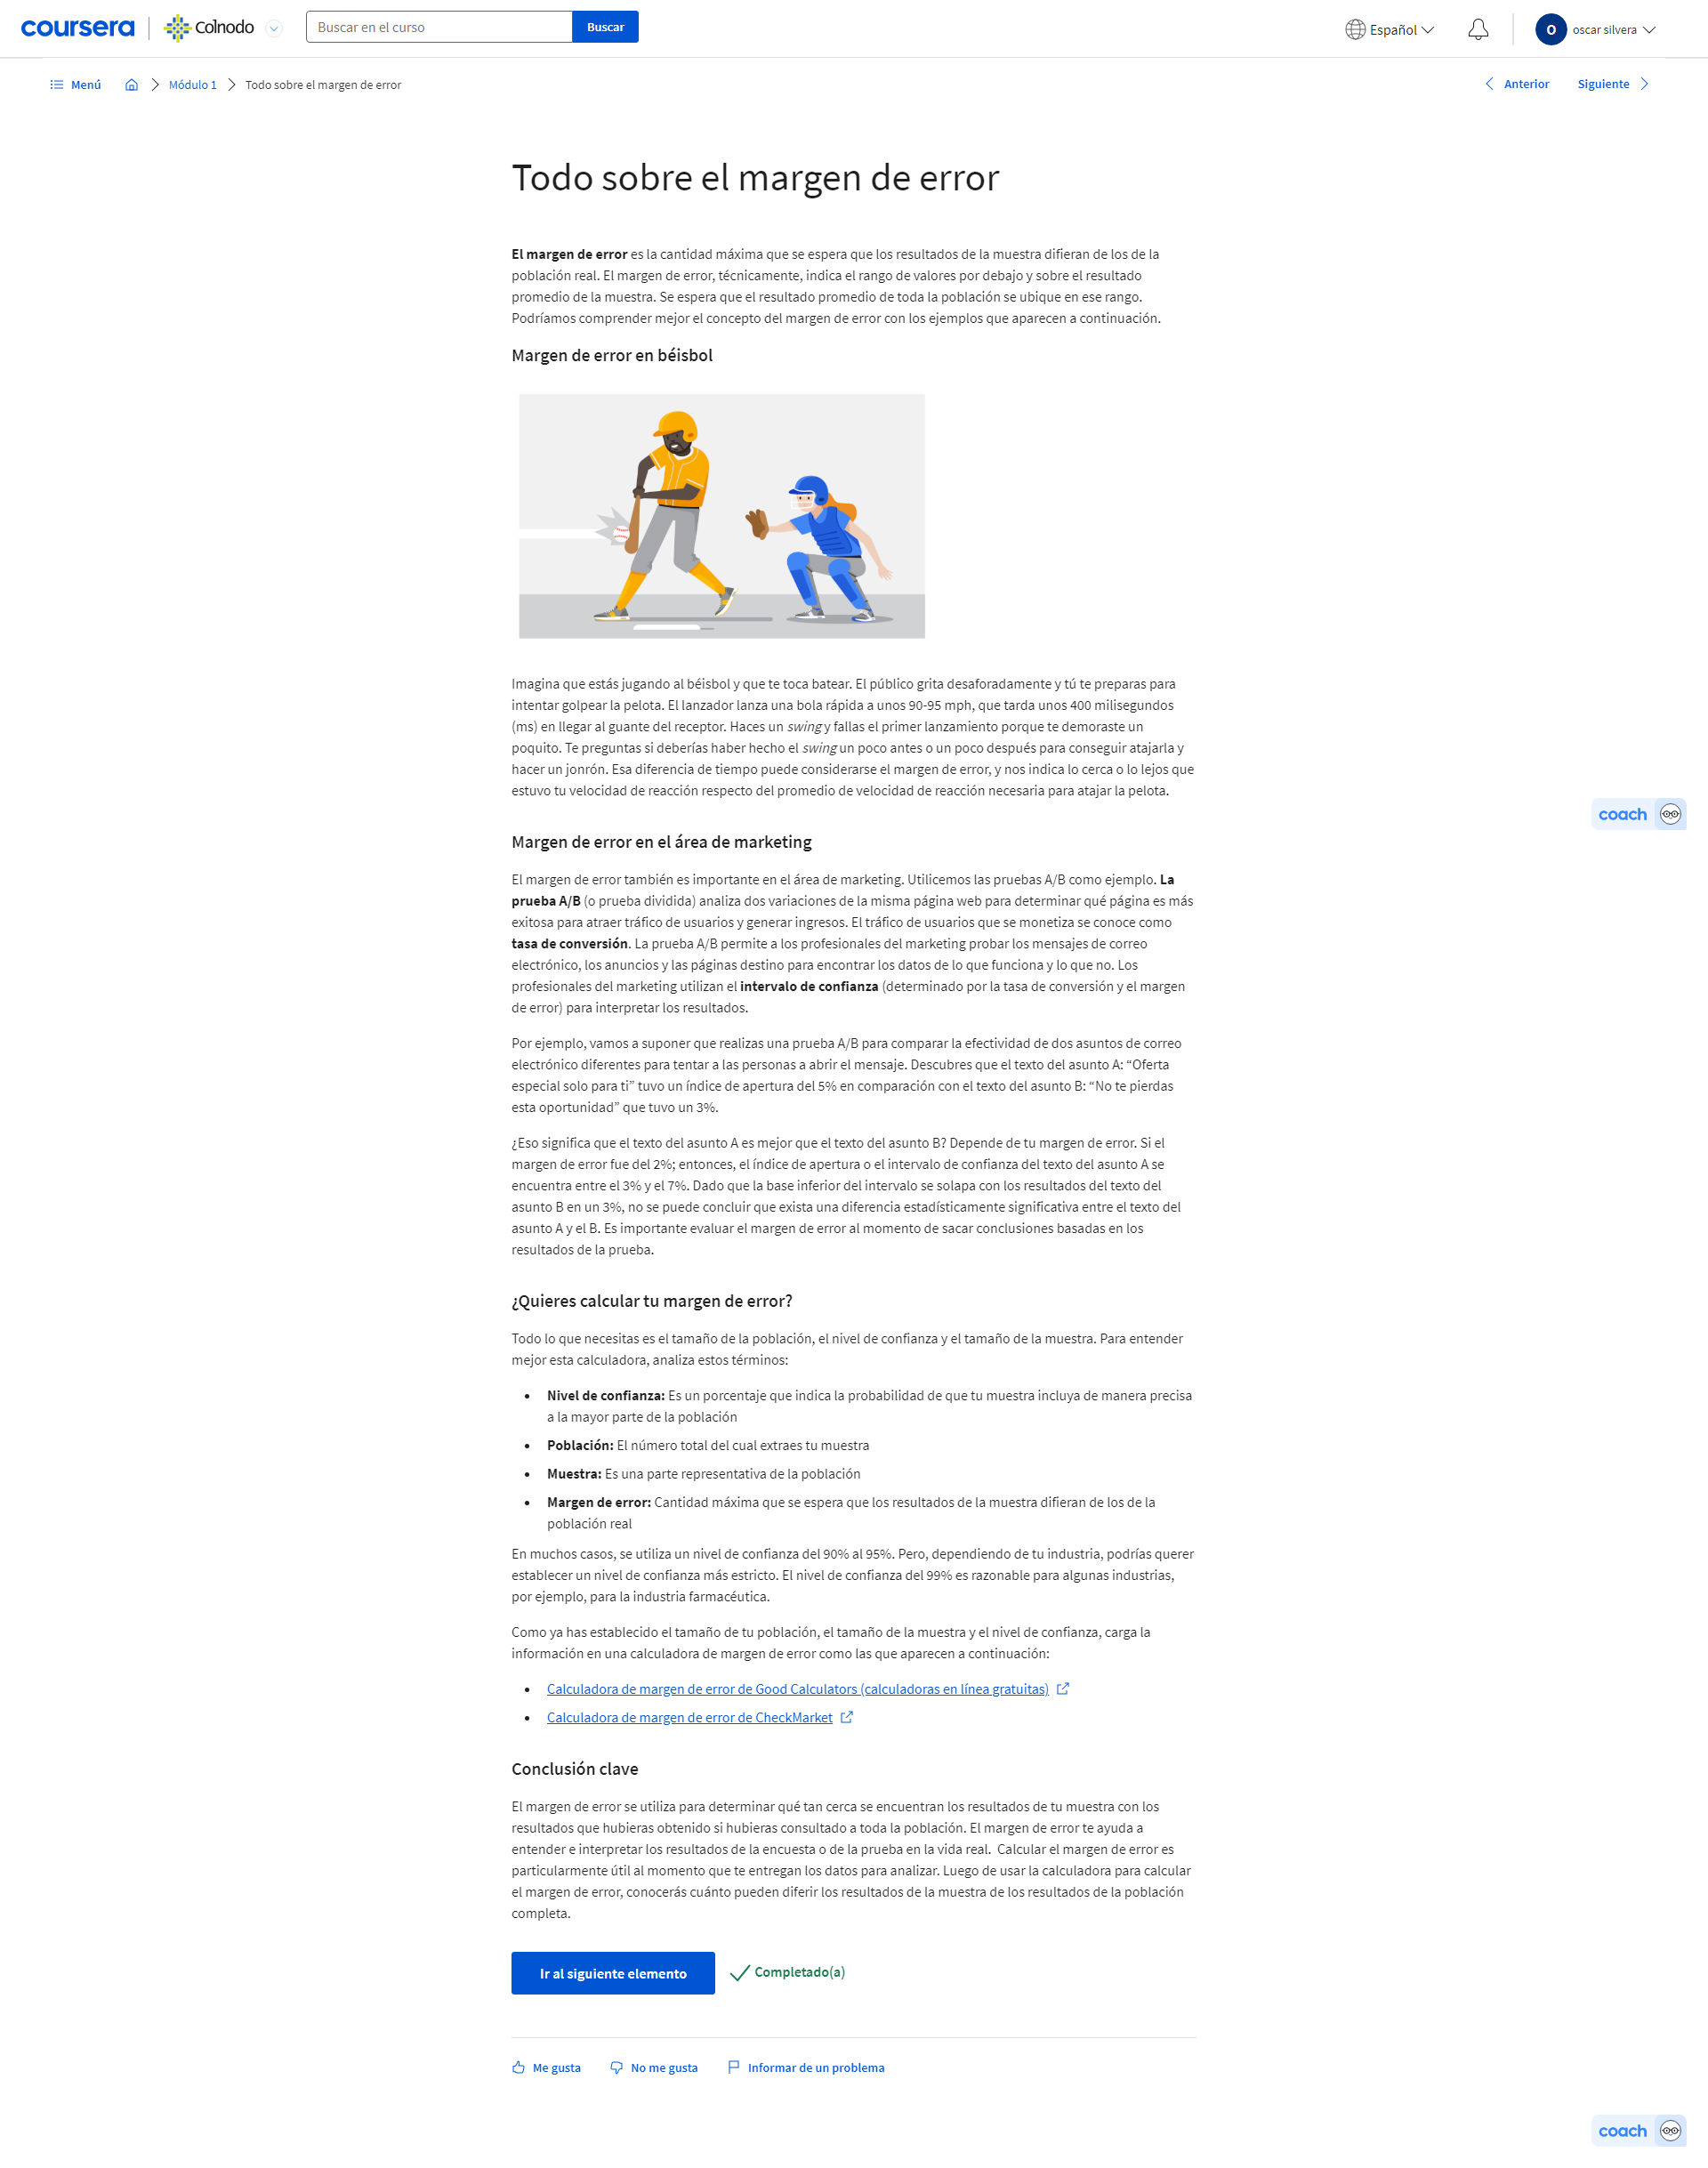 coursera
Colnodo
Buscar en el curso
Buscar
Español
O
oscar silvera
Menú
Módulo 1
Todo sobre el margen de error
Anterior
Siguiente
Todo sobre el margen de error
El margen de error es la cantidad máxima que se espera que los resultados de la muestra difieran de los de la
población real. El margen de error, técnicamente, indica el rango de valores por debajo y sobre el resultado
promedio de la muestra. Se espera que el resultado promedio de toda la población se ubique en ese rango.
Podríamos comprender mejor el concepto del margen de error con los ejemplos que aparecen a continuación.
Margen de error en béisbol
Imagina que estás jugando al béisbol y que te toca batear. El público grita desaforadamente y tú te preparas para
intentar golpear la pelota. El lanzador lanza una bola rápida a unos 90-95 mph, que tarda unos 400 milisegundos
(ms) en llegar al guante del receptor. Haces un swing y fallas el primer lanzamiento porque te demoraste un
poquito. Te preguntas si deberías haber hecho el swing un poco antes o un poco después para conseguir atajarla y
hacer un jonrón. Esa diferencia de tiempo puede considerarse el margen de error, y nos indica lo cerca o lo lejos que
estuvo tu velocidad de reacción respecto del promedio de velocidad de reacción necesaria para atajar la pelota.
coach
Margen de error en el área de marketing
El margen de error también es importante en el área de marketing. Utilicemos las pruebas A/B como ejemplo. La
prueba A/B (o prueba dividida) analiza dos variaciones de la misma página web para determinar qué página es más
exitosa para atraer tráfico de usuarios y generar ingresos. El tráfico de usuarios que se monetiza se conoce como
tasa de conversión. La prueba A/B permite a los profesionales del marketing probar los mensajes de correo
electrónico, los anuncios y las páginas destino para encontrar los datos de lo que funciona y lo que no. Los
profesionales del marketing utilizan el intervalo de confianza (determinado por la tasa de conversión y el margen
de error) para interpretar los resultados.
Por ejemplo, vamos a suponer que realizas una prueba A/B para comparar la efectividad de dos asuntos de correo
electrónico diferentes para tentar a las personas a abrir el mensaje. Descubres que el texto del asunto A: “Oferta
especial solo para ti” tuvo un índice de apertura del 5% en comparación con el texto del asunto B: “No te pierdas
esta oportunidad” que tuvo un 3%.
¿Eso significa que el texto del asunto A es mejor que el texto del asunto B? Depende de tu margen de error. Si el
margen de error fue del 2%; entonces, el índice de apertura o el intervalo de confianza del texto del asunto A se
encuentra entre el 3% y el 7%. Dado que la base inferior del intervalo se solapa con los resultados del texto del
asunto B en un 3%, no se puede concluir que exista una diferencia estadísticamente significativa entre el texto del
asunto A y el B. Es importante evaluar el margen de error al momento de sacar conclusiones basadas en los
resultados de la prueba.
¿Quieres calcular tu margen de error?
Todo lo que necesitas es el tamaño de la población, el nivel de confianza y el tamaño de la muestra. Para entender
mejor esta calculadora, analiza estos términos:
• Nivel de confianza: Es un porcentaje que indica la probabilidad de que tu muestra incluya de manera precisa
a la mayor parte de la población
• Población: El número total del cual extraes tu muestra
• Muestra: Es una parte representativa de la población
• Margen de error: Cantidad máxima que se espera que los resultados de la muestra difieran de los de la
población real
En muchos casos, se utiliza un nivel de confianza del 90% al 95%. Pero, dependiendo de tu industria, podrías querer
establecer un nivel de confianza más estricto. El nivel de confianza del 99% es razonable para algunas industrias,
por ejemplo, para la industria farmacéutica.
Como ya has establecido el tamaño de tu población, el tamaño de la muestra y el nivel de confianza, carga la
información en una calculadora de margen de error como las que aparecen a continuación:
• Calculadora de margen de error de Good Calculators (calculadoras en línea gratuitas)
• Calculadora de margen de error de CheckMarket
Conclusión clave
El margen de error se utiliza para determinar qué tan cerca se encuentran los resultados de tu muestra con los
resultados que hubieras obtenido si hubieras consultado a toda la población. El margen de error te ayuda a
entender e interpretar los resultados de la encuesta o de la prueba en la vida real. Calcular el margen de error es
particularmente útil al momento que te entregan los datos para analizar. Luego de usar la calculadora para calcular
el margen de error, conocerás cuánto pueden diferir los resultados de la muestra de los resultados de la población
completa.
Ir al siguiente elemento
Completado(a)
Me gusta
No me gusta
Informar de un problema
coach